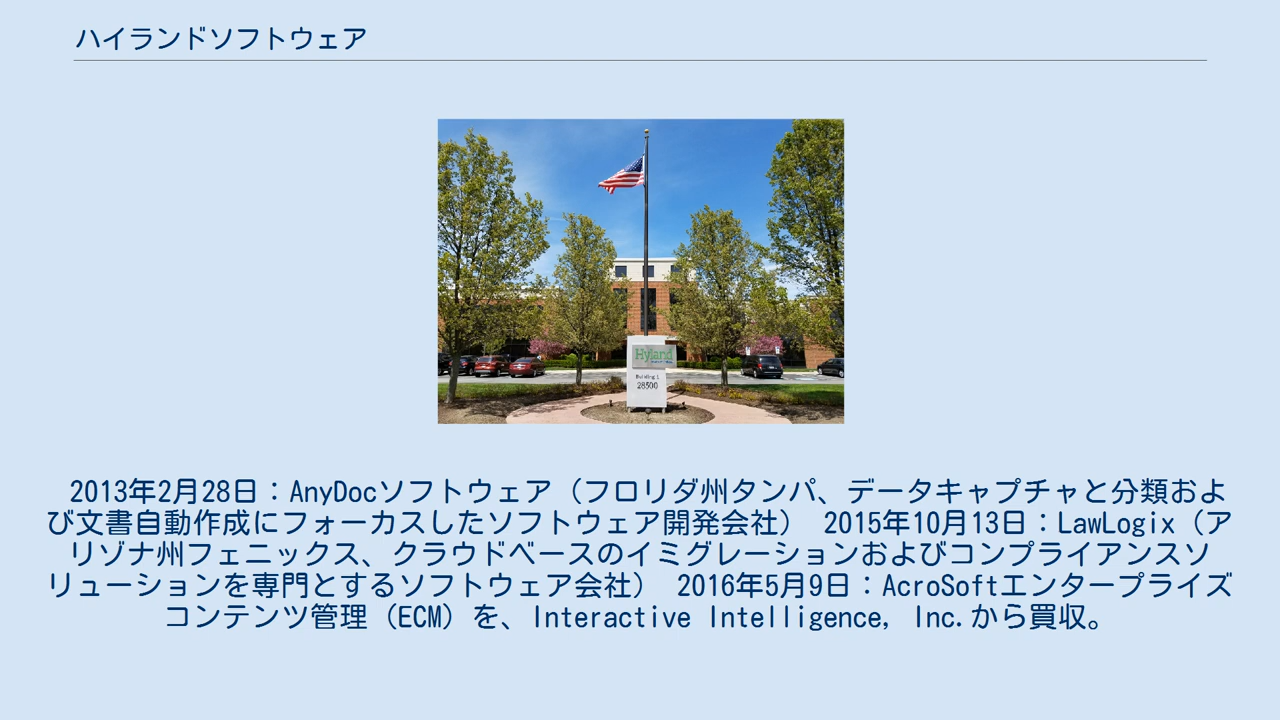 ハイランドソフトウェア
Hyland
Building 1
28500
2013年2月28日：AnyDocソフトウェア（フロリダ州タンパ、データキャプチャと分類およ
び文書自動作成にフォーカスしたソフトウェア開発会社） 2015年10月13日：LawLogix（ア
リゾナ州フェニックス、クラウドベースのイミグレーションおよびコンプライアンスソ
リューションを専門とするソフトウェア会社） 2016年5月9日：AcroSoftエンタープライズ
コンテンツ管理（ECM）を、Interactive Intelligence, Inc.から買収。